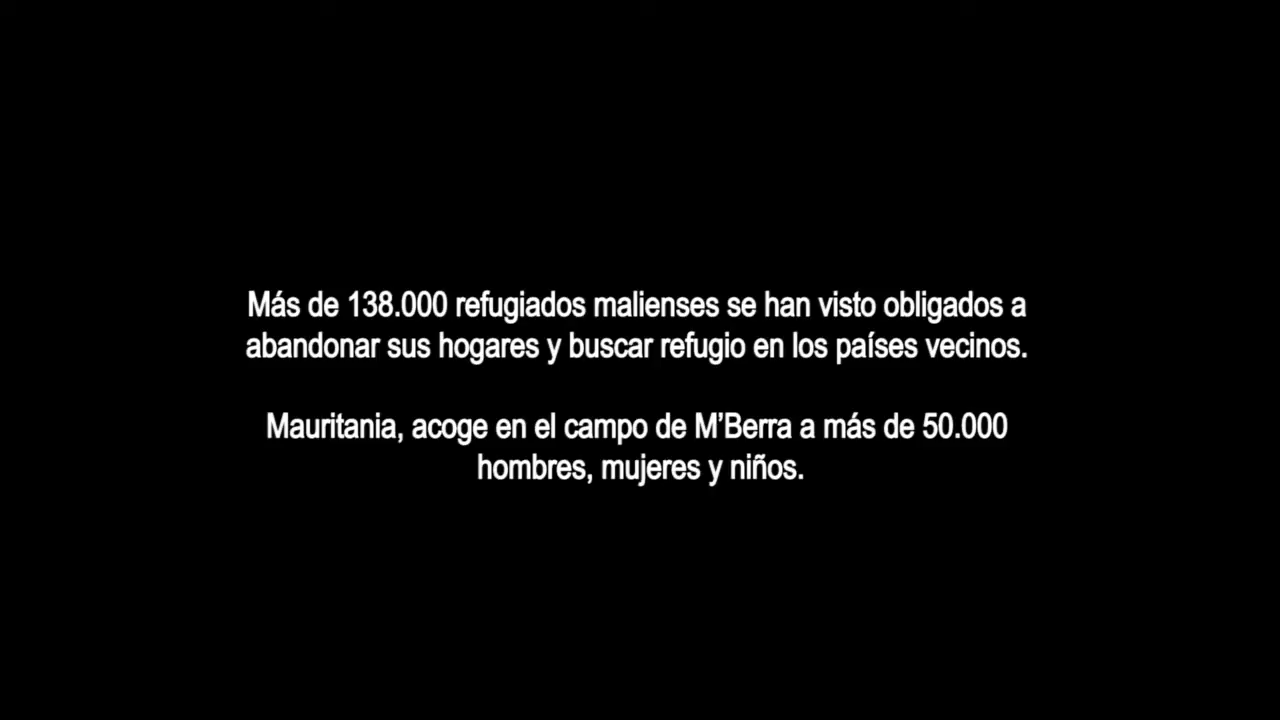 Más de 138.000 refugiados malienses se han visto obligados a
abandonar sus hogares y buscar refugio en los países vecinos.
Mauritania, acoge en el campo de M’Berra a más de 50.000
hombres, mujeres y niños.